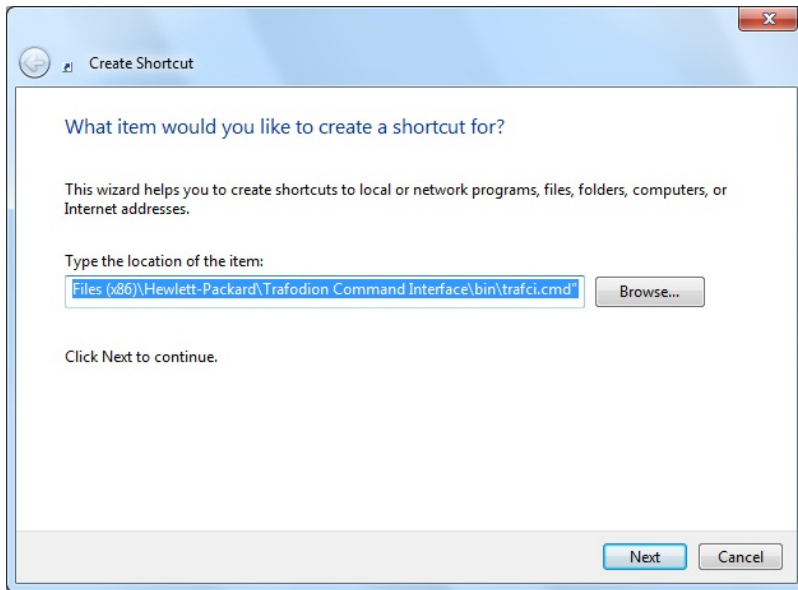 Create Shortcut
What item would you like to create a shortcut for?
This wizard helps you to create shortcuts to local or network programs, files, folders, computers, or
Internet addresses.
Type the location of the item:
Files (x86)\Hewlett-Packard\Trafodion Command Interface\bin\trafci.cmd"
Browse...
Click Next to continue.
Next
Cancel